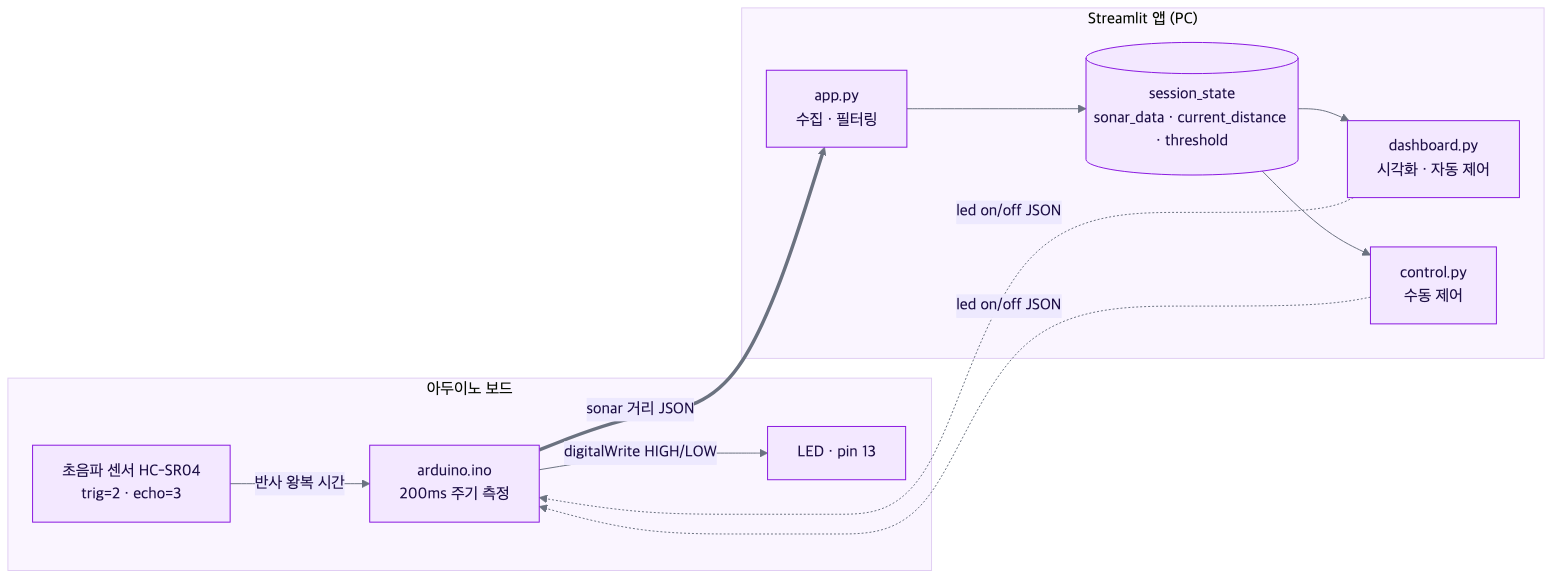 Streamlit 앱 (PC)
app.py
수집 · 필터링
session_state
sonar_data · current_distance
· threshold
dashboard.py
시각화 · 자동 제어
led on/off JSON
control.py
수동 제어
led on/off JSON
아두이노 보드
sonar 거리 JSON
digitalWrite HIGH/LOW
LED · pin 13
초음파 센서 HC-SR04
trig=2 · echo=3
반사 왕복 시간
arduino.ino
200ms 주기 측정